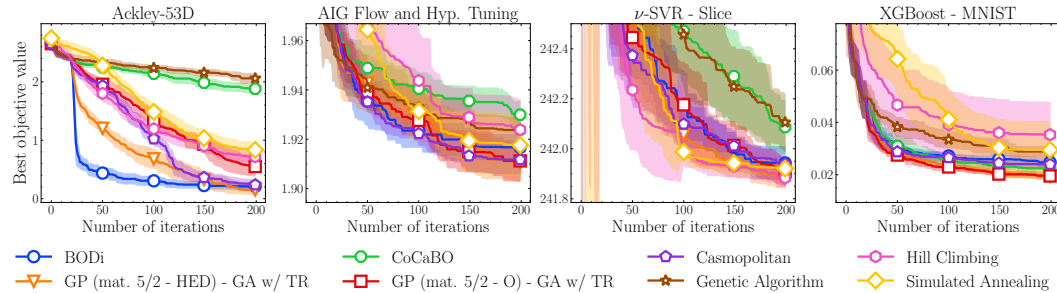 Ackley-53D
AIG Flow and Hyp. Tuning
ν-SVR - Slice
XGBoost - MNIST
Best objective value
2
1
0
0 50 100 150 200
Number of iterations
1.96
1.94
1.92
1.90
0 50 100 150 200
Number of iterations
242.4
242.2
242.0
241.8
0 50 100 150 200
Number of iterations
0.06
0.04
0.02
0 50 100 150 200
Number of iterations
BODi
CoCaBO
Casmopolitan
Hill Climbing
GP (mat. 5/2 - HED) - GA w/ TR
GP (mat. 5/2 - O) - GA w/ TR
Genetic Algorithm
Simulated Annealing